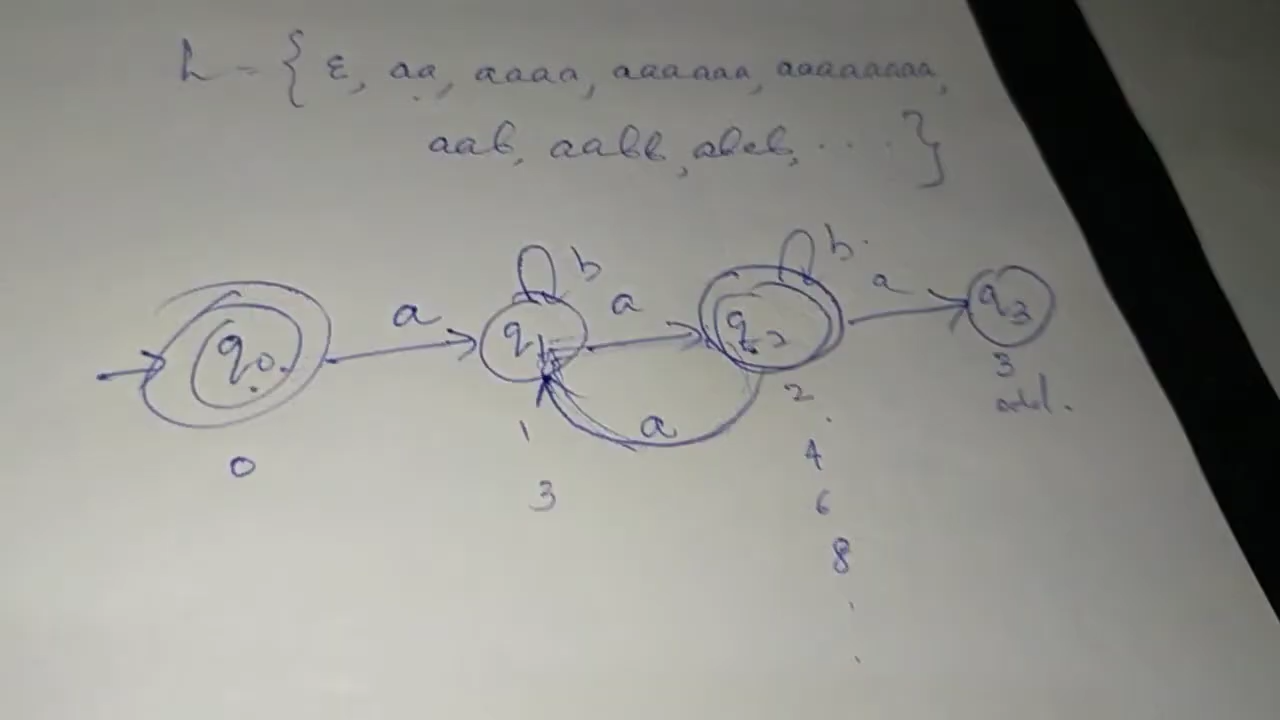 L = { ε, aa, aaaa, aaaaaa, aaaaaaaa,
aab, aabb, abab, .... }
b b
a a a
q0 q1 q2 q3
a
0 1 2 3
3 4 odd.
6
8